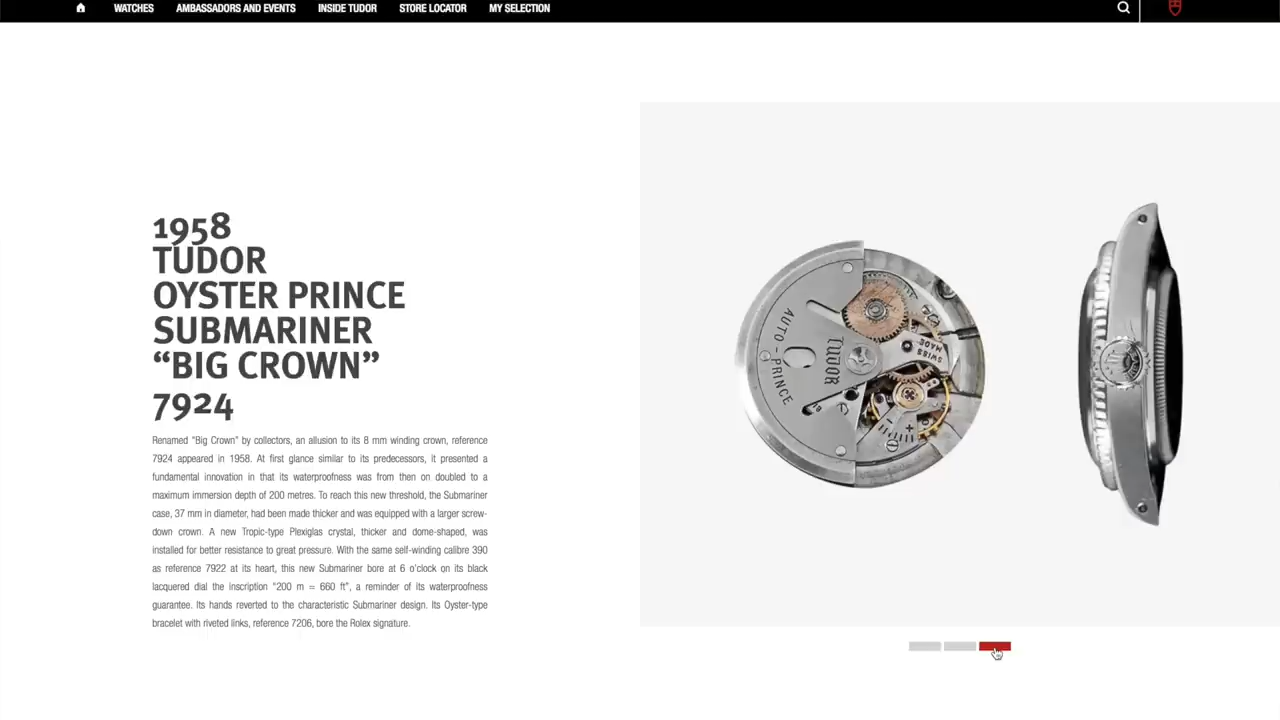 WATCHES AMBASSADORS AND EVENTS INSIDE TUDOR STORE LOCATOR MY SELECTION
1958
TUDOR
OYSTER PRINCE
SUBMARINER
“BIG CROWN”
7924
Renamed "Big Crown" by collectors, an allusion to its 8 mm winding crown, reference
7924 appeared in 1958. At first glance similar to its predecessors, it presented a
fundamental innovation in that its waterproofness was from then on doubled to a
maximum immersion depth of 200 metres. To reach this new threshold, the Submariner
case, 37 mm in diameter, had been made thicker and was equipped with a larger screw-
down crown. A new Tropic-type Plexiglas crystal, thicker and dome-shaped, was
installed for better resistance to great pressure. With the same self-winding calibre 390
as reference 7922 at its heart, this new Submariner bore at 6 o'clock on its black
lacquered dial the inscription "200 m = 660 ft", a reminder of its waterproofness
guarantee. Its hands reverted to the characteristic Submariner design. Its Oyster-type
bracelet with riveted links, reference 7206, bore the Rolex signature.
AUTO - PRINCE
TUDOR
SWISS
MADE